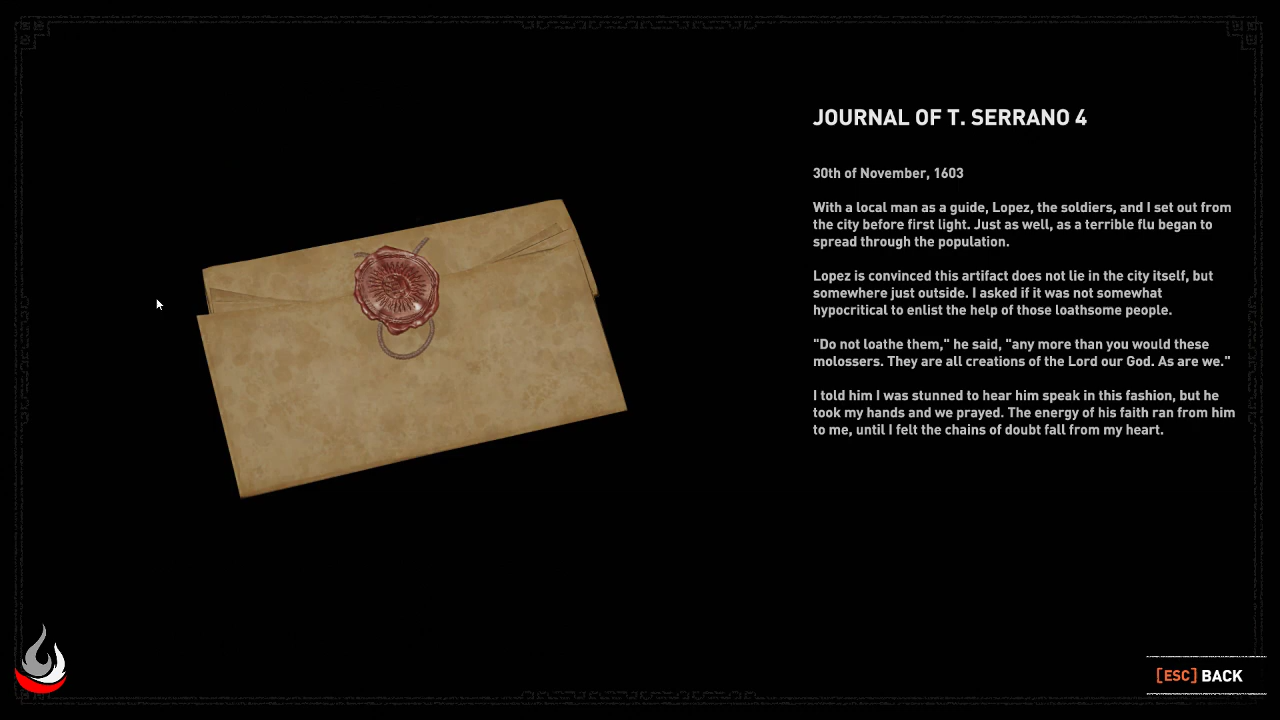 JOURNAL OF T. SERRANO 4
30th of November, 1603
With a local man as a guide, Lopez, the soldiers, and I set out from
the city before first light. Just as well, as a terrible flu began to
spread through the population.
Lopez is convinced this artifact does not lie in the city itself, but
somewhere just outside. I asked if it was not somewhat
hypocritical to enlist the help of those loathsome people.
"Do not loathe them," he said, "any more than you would these
molossers. They are all creations of the Lord our God. As are we."
I told him I was stunned to hear him speak in this fashion, but he
took my hands and we prayed. The energy of his faith ran from him
to me, until I felt the chains of doubt fall from my heart.
[ESC] BACK